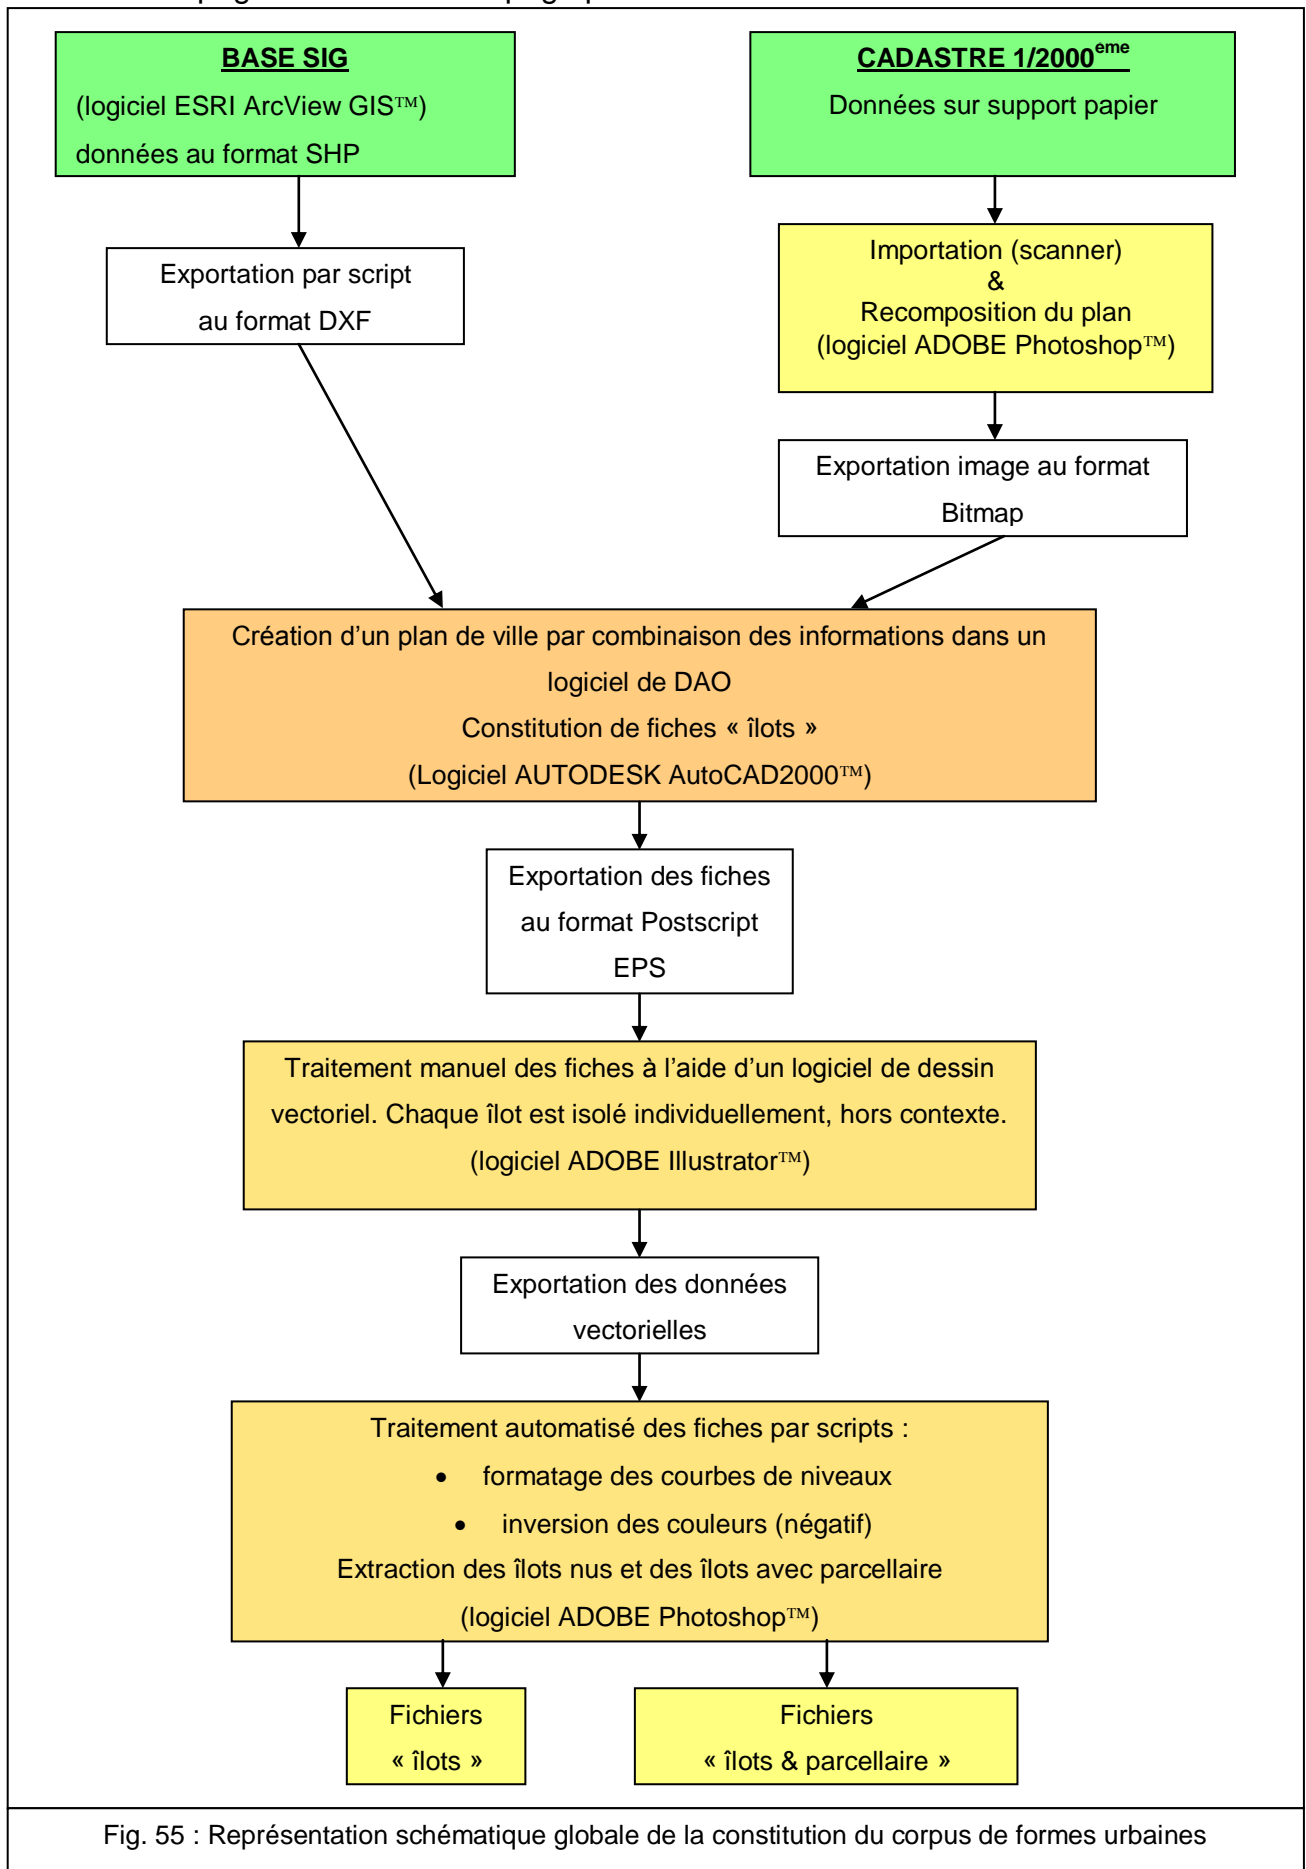 BASE SIG
(logiciel ESRI ArcView GIS™)
données au format SHP
CADASTRE 1/2000eme
Données sur support papier
Exportation par script
au format DXF
Importation (scanner)
&
Recomposition du plan
(logiciel ADOBE Photoshop™)
Exportation image au format
Bitmap
Création d’un plan de ville par combinaison des informations dans un
logiciel de DAO
Constitution de fiches « îlots »
(Logiciel AUTODESK AutoCAD2000™)
Exportation des fiches
au format Postscript
EPS
Traitement manuel des fiches à l’aide d’un logiciel de dessin
vectoriel. Chaque îlot est isolé individuellement, hors contexte.
(logiciel ADOBE Illustrator™)
Exportation des données
vectorielles
Traitement automatisé des fiches par scripts :
• formatage des courbes de niveaux
• inversion des couleurs (négatif)
Extraction des îlots nus et des îlots avec parcellaire
(logiciel ADOBE Photoshop™)
Fichiers
« îlots »
Fichiers
« îlots & parcellaire »
Fig. 55 : Représentation schématique globale de la constitution du corpus de formes urbaines